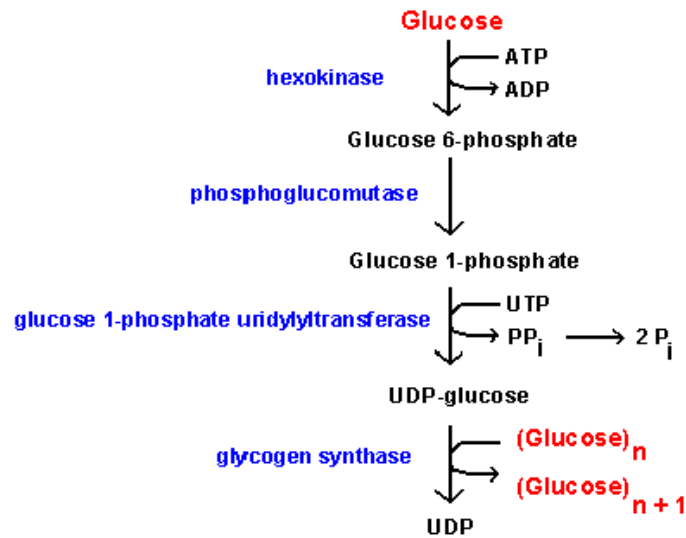 Glucose
ATP
hexokinase
ADP
Glucose 6-phosphate
phosphoglucomutase
Glucose 1-phosphate
UTP
glucose 1-phosphate uridylyltransferase
PPi 2 Pi
UDP-glucose
(Glucose)n
glycogen synthase
(Glucose)n + 1
UDP